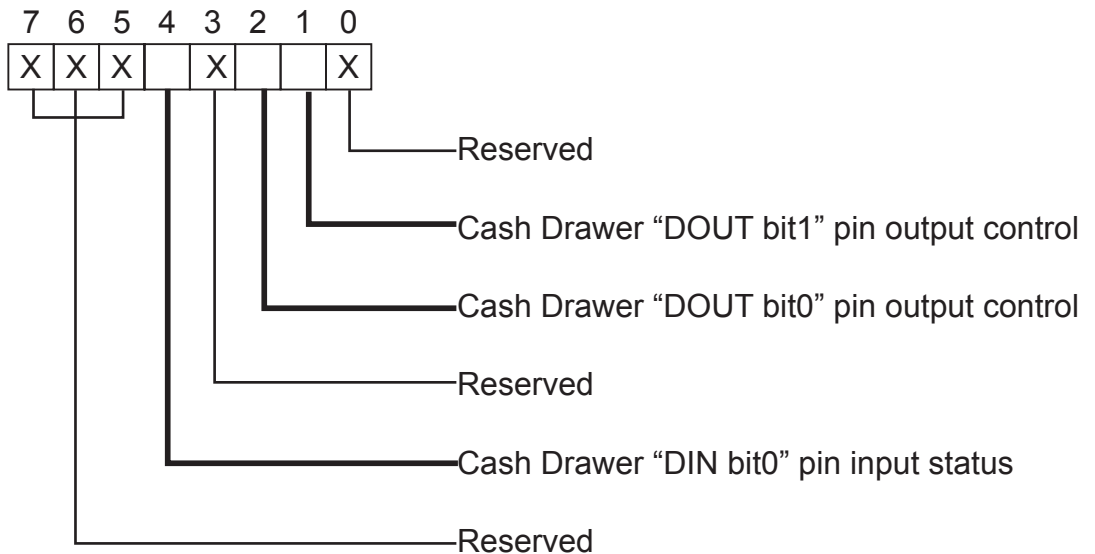 7 6 5 4 3 2 1 0
X X X X X
Reserved
Cash Drawer “DOUT bit1” pin output control
Cash Drawer “DOUT bit0” pin output control
Reserved
Cash Drawer “DIN bit0” pin input status
Reserved